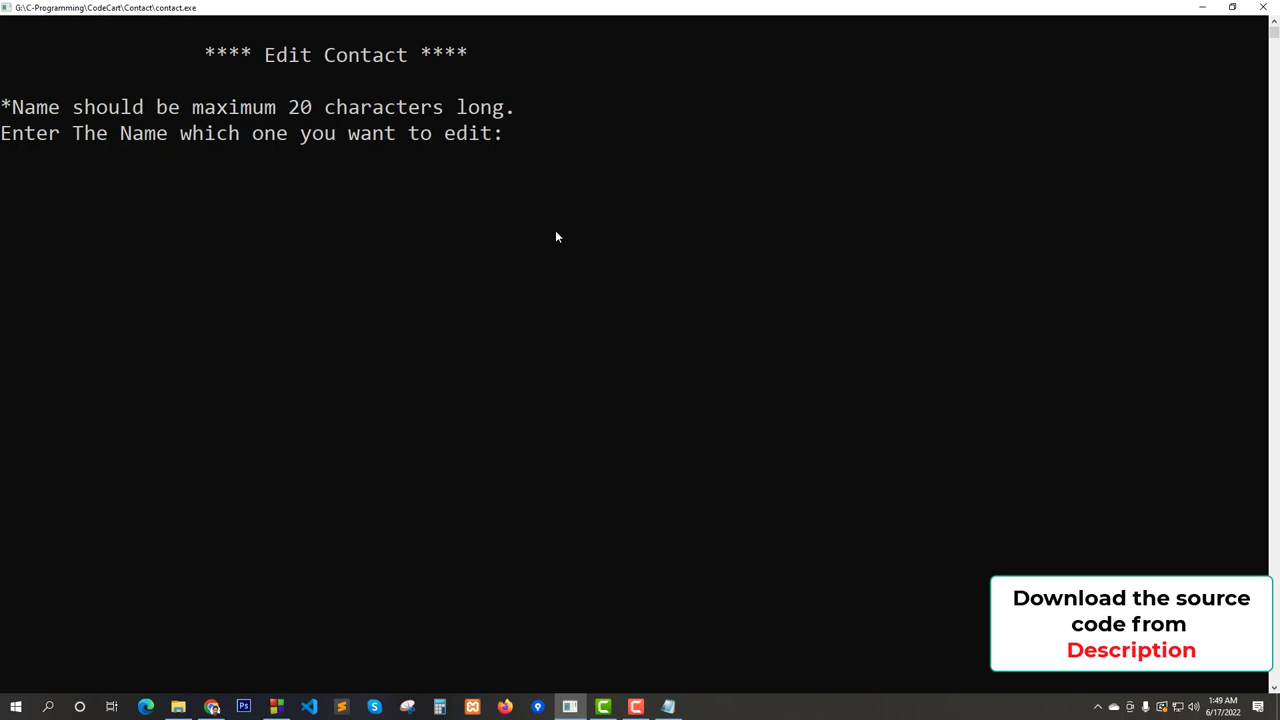 G:\C-Programming\CodeCart\Contact\contact.exe
**** Edit Contact ****
*Name should be maximum 20 characters long.
Enter The Name which one you want to edit:
Download the source
code from
Description
Ps
1:49 AM
6/17/2022